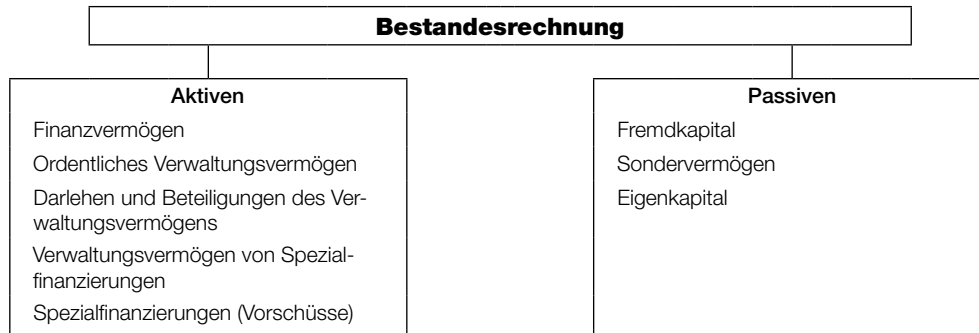 Bestandesrechnung
Aktiven
Finanzvermögen
Ordentliches Verwaltungsvermögen
Darlehen und Beteiligungen des Ver-
waltungsvermögens
Verwaltungsvermögen von Spezial-
finanzierungen
Spezialfinanzierungen (Vorschüsse)
Passiven
Fremdkapital
Sondervermögen
Eigenkapital